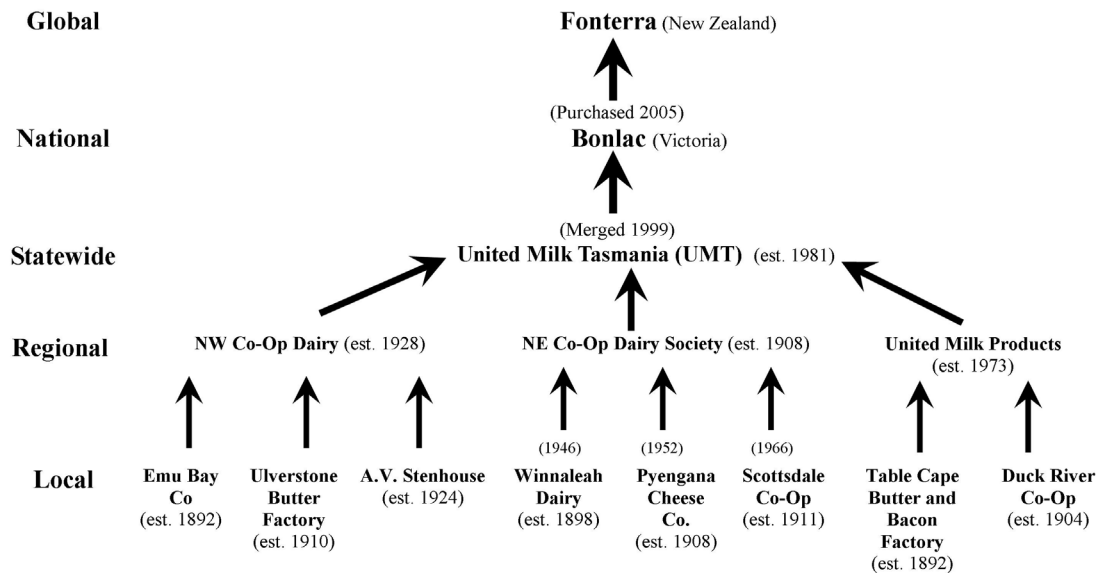 Global
Fonterra (New Zealand)
(Purchased 2005)
National
Bonlac (Victoria)
(Merged 1999)
Statewide
United Milk Tasmania (UMT) (est. 1981)
Regional
NW Co-Op Dairy (est. 1928)
NE Co-Op Dairy Society (est. 1908)
United Milk Products
(est. 1973)
Local
Emu Bay
Co
(est. 1892)
Ulverstone
Butter
Factory
(est. 1910)
A.V. Stenhouse
(est. 1924)
(1946)
Winnaleah
Dairy
(est. 1898)
(1952)
Pyengana
Cheese
Co.
(est. 1908)
(1966)
Scottsdale
Co-Op
(est. 1911)
Table Cape
Butter and
Bacon
Factory
(est. 1892)
Duck River
Co-Op
(est. 1904)